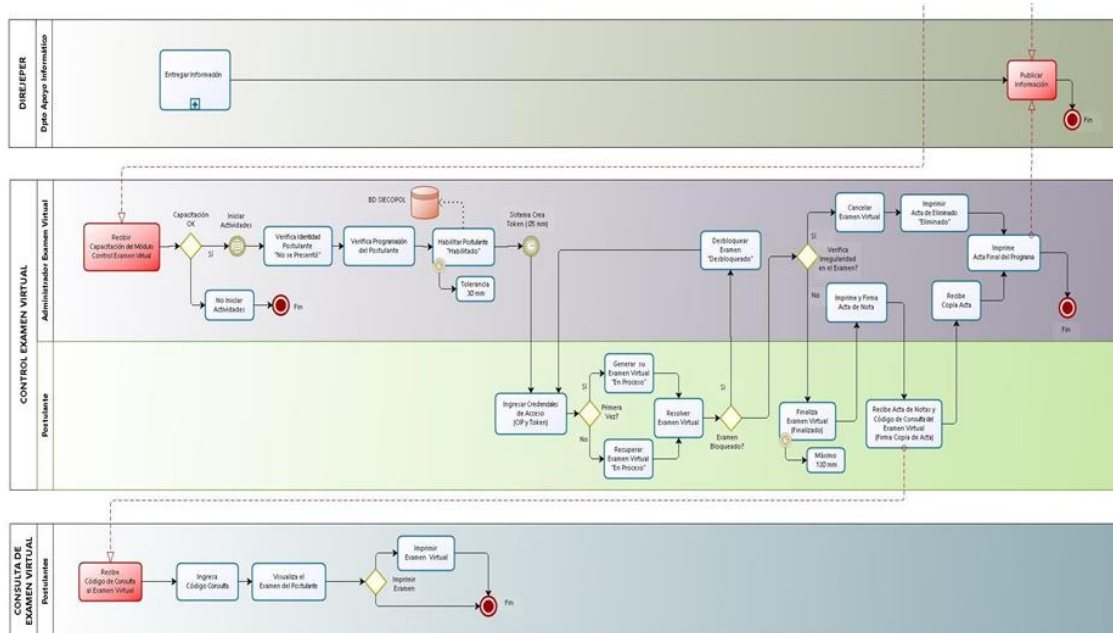 DIREJEPER
Dpto Apoyo Informático
Entregar Información
Publicar
Información
Fin
CONTROL EXAMEN VIRTUAL
Administrador Examen Virtual
Recibir
Capacitación del Módulo
Control Examen Virtual
Capacitación
OK
SI
Iniciar
Actividades
No Iniciar
Actividades
Fin
Verifica Identidad
Postulante
"No se Presentó"
Verifica Programación
del Postulante
BD SIECOPOL
Habilitar Postulante
"Habilitado"
Tolerancia
30 mm
Sistema Crea
Token (05 mm)
Desbloquear
Examen
"Desbloqueado"
Cancelar
Examen Virtual
Imprimir
Acta de Eliminado
"Eliminado"
SI
Verifica
Irregularidad
en el Examen?
No
Imprime y Firma
Acta de Nota
Recibe
Copia Acta
Imprime
Acta Final del Programa
Fin
Postulante
Ingresar Credenciales
de Acceso
(CIP y Token)
SI
Primera
Vez?
No
Generar su
Examen Virtual
"En Proceso"
Recuperar
Examen Virtual
"En Proceso"
Resolver
Examen Virtual
SI
Examen
Bloqueado?
Finaliza
Examen Virtual
(Finalizado)
Máximo
130 mm
Recibe Acta de Notas y
Código de Consulta del
Examen Virtual
(Firma Copia de Acta)
CONSULTA DE
EXAMEN VIRTUAL
Postulantes
Recibe
Código de Consulta
al Examen Virtual
Ingresa
Código Consulta
Visualiza el
Examen del Postulante
Imprimir
Examen Virtual
Imprimir
Examen
Fin